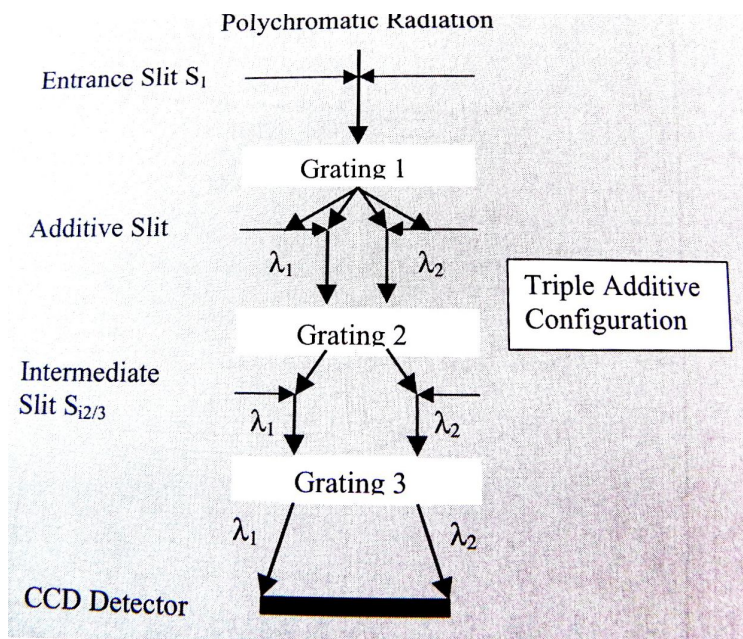 Polychromatic Radiation
Entrance Slit S1
Grating 1
Additive Slit
λ1 λ2
Triple Additive
Configuration
Grating 2
Intermediate
Slit Si2/3
λ1 λ2
Grating 3
λ1 λ2
CCD Detector